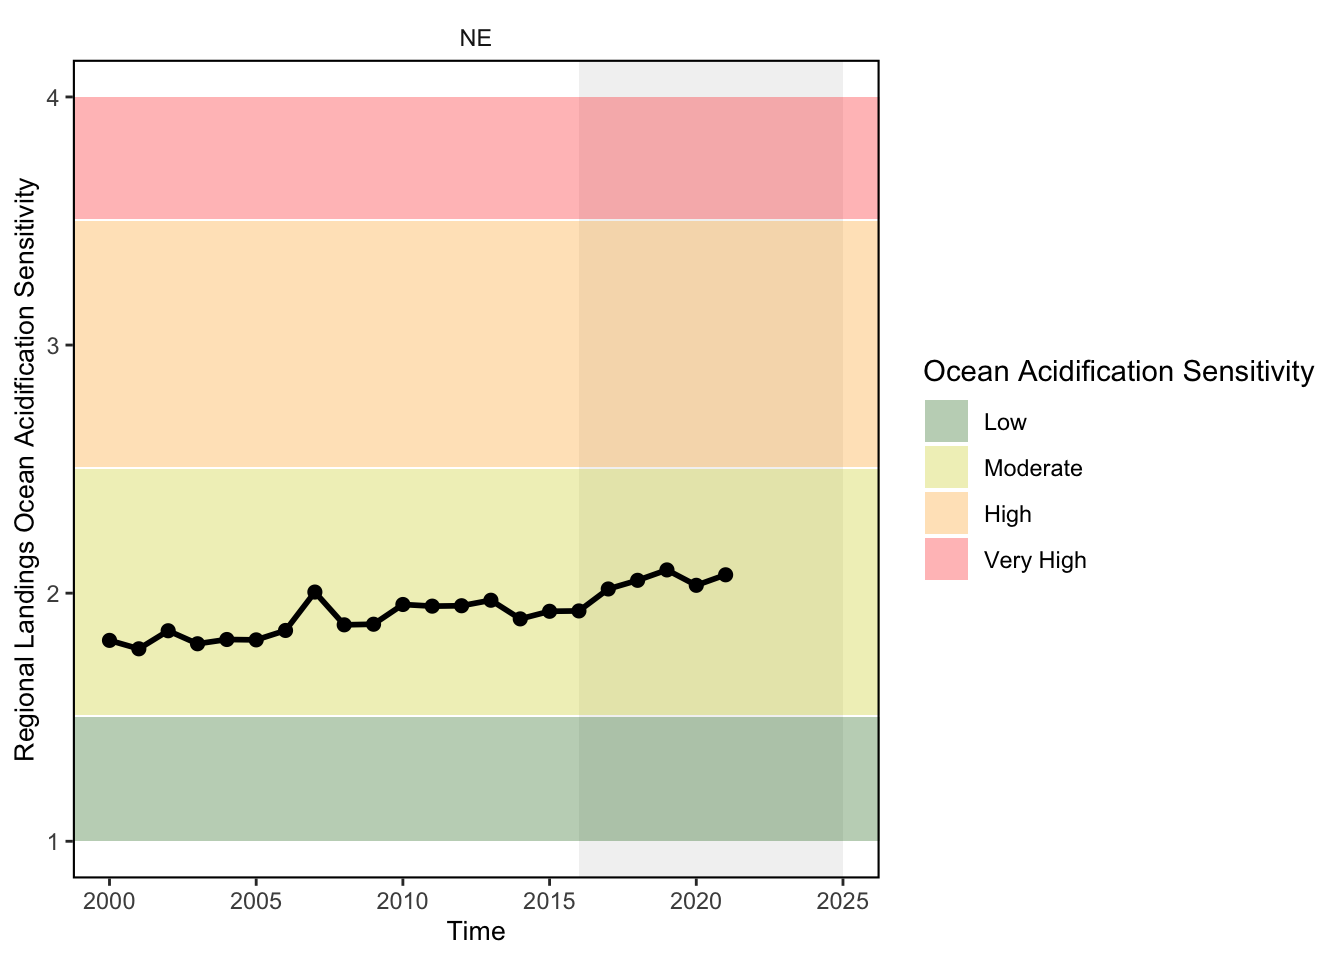 NE
4
3
2
1
Regional Landings Ocean Acidification Sensitivity
2000 2005 2010 2015 2020 2025
Time
Ocean Acidification Sensitivity
Low
Moderate
High
Very High